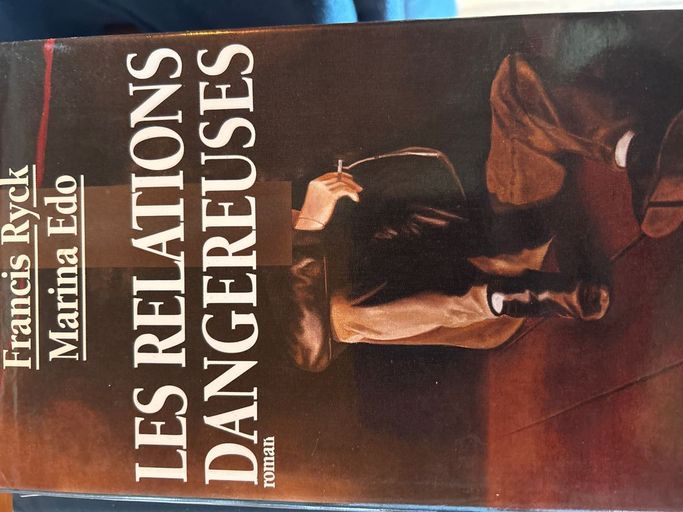 Francis Ryck
Marina Edo
LES RELATIONS
DANGEREUSES
roman